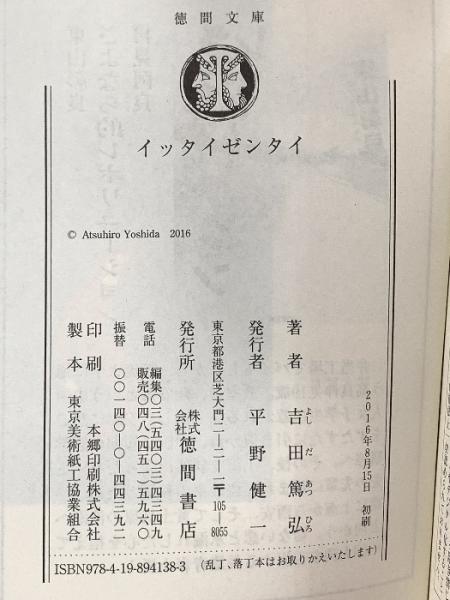 徳間文庫
イッタイゼンタイ
© Atsuhiro Yoshida 2016
2016年8月15日 初刷
著者 吉田篤弘
よしだあつひろ
発行者 平野健一
東京都港区芝大門二―二―一〒105―8055
発行所 株式会社徳間書店
電話 編集〇三(五四〇三)四三四九
販売〇四八(四五一)五九六〇
振替 〇〇一四〇―〇―四四三九二
印刷 本郷印刷株式会社
製本 東京美術紙工協業組合
ISBN978-4-19-894138-3 (乱丁、落丁本はお取りかえいたします)